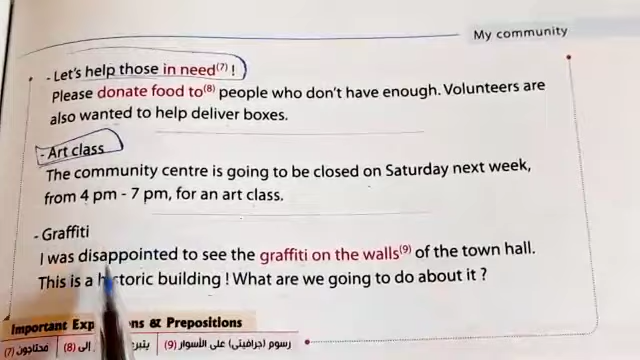 My community
- Let's help those in need(7) !
Please donate food to(8) people who don't have enough. Volunteers are
also wanted to help deliver boxes.
- Art class
The community centre is going to be closed on Saturday next week,
from 4 pm - 7 pm, for an art class.
- Graffiti
I was disappointed to see the graffiti on the walls(9) of the town hall.
This is a historic building ! What are we going to do about it ?
Important & Prepositions
(7) محتاجون (8) إلى (9) رسوم (جرافيتي) على الأسوار